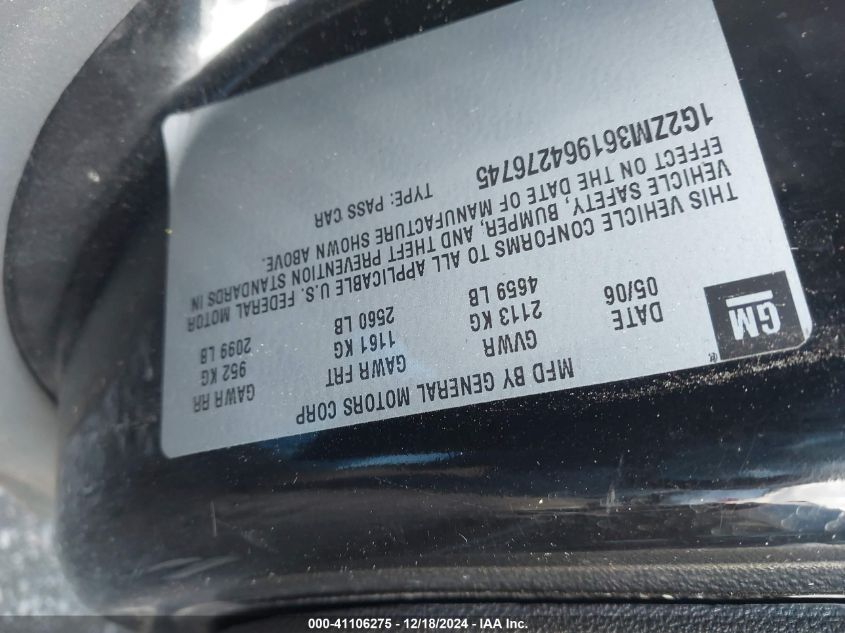 GM
MFD BY GENERAL MOTORS CORP
DATE GVWR GAWR FRT GAWR RR
05/06 2113 KG 1161 KG 952 KG
4659 LB 2560 LB 2099 LB
THIS VEHICLE CONFORMS TO ALL APPLICABLE U.S. FEDERAL MOTOR
VEHICLE SAFETY, BUMPER, AND THEFT PREVENTION STANDARDS IN
EFFECT ON THE DATE OF MANUFACTURE SHOWN ABOVE.
1G2ZM361964276745 TYPE: PASS CAR
000-41106275 - 12/18/2024 - IAA Inc.